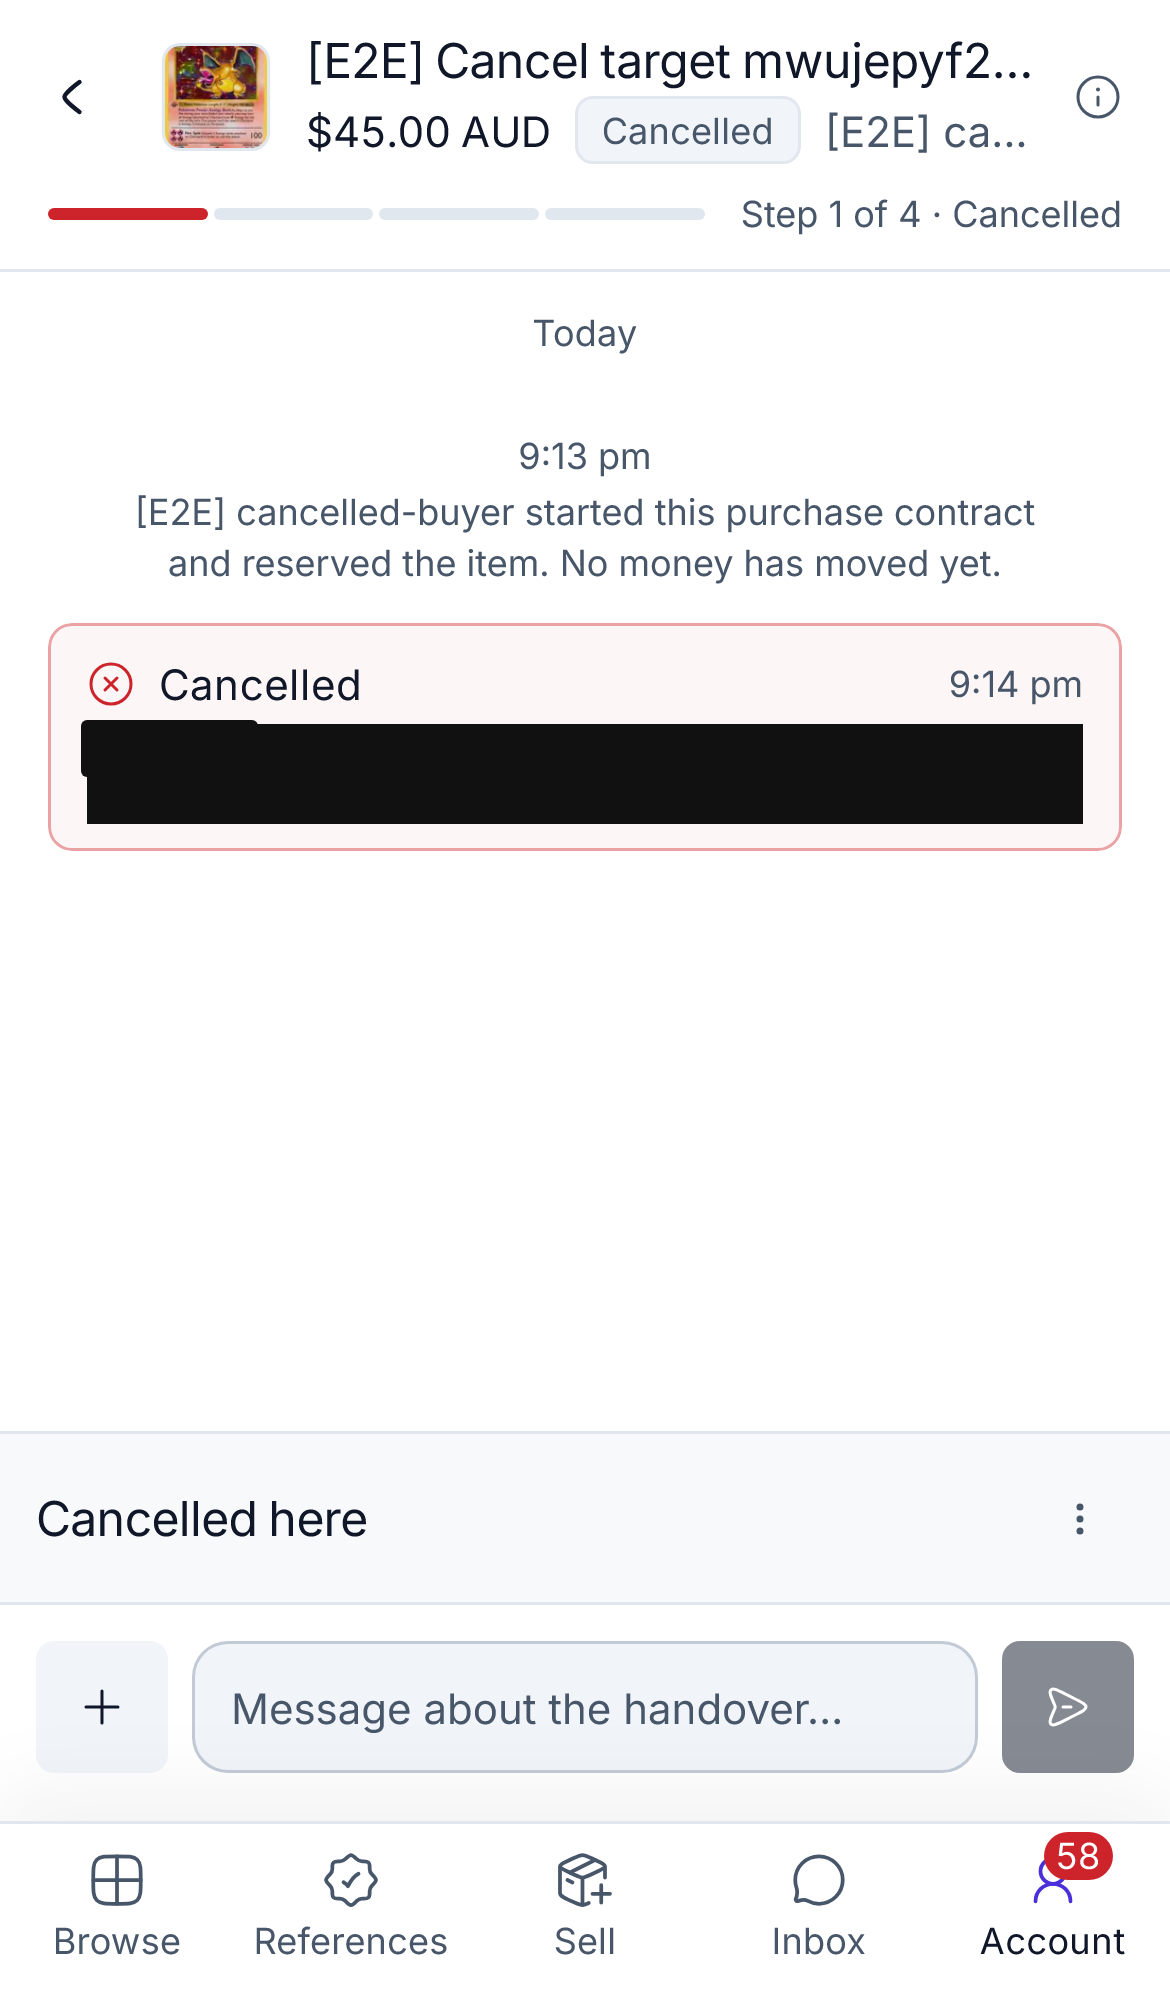 [E2E] Cancel target mwujepyf2...
$45.00 AUD Cancelled [E2E] ca...
Step 1 of 4 · Cancelled
Today
9:13 pm
[E2E] cancelled-buyer started this purchase contract
and reserved the item. No money has moved yet.
Cancelled 9:14 pm
Cancelled here
Message about the handover...
58
Browse References Sell Inbox Account